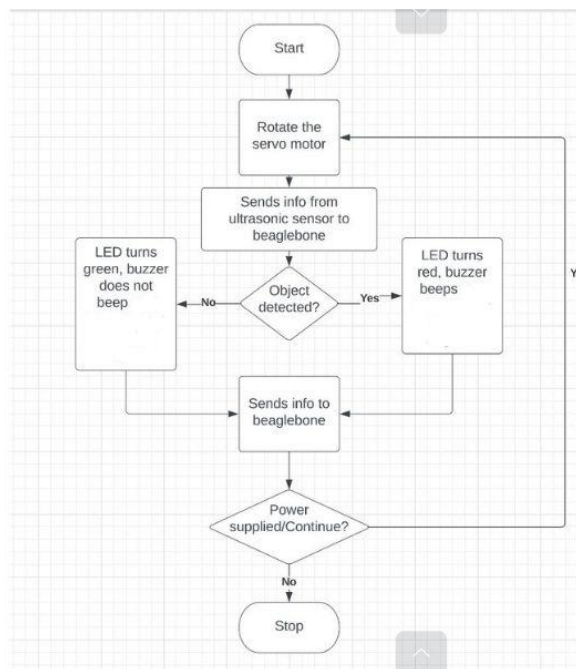 Start
Rotate the
servo motor
Sends info from
ultrasonic sensor to
beaglebone
LED turns
green, buzzer
does not
beep
No
Object
detected?
Yes
LED turns
red, buzzer
beeps
Sends info to
beaglebone
Power
supplied/Continue?
No
Stop